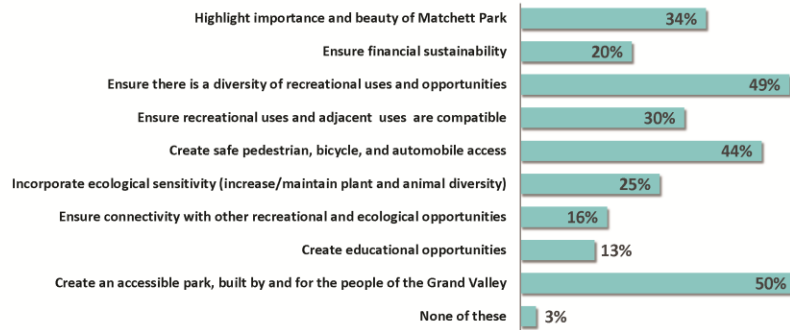 Highlight importance and beauty of Matchett Park 34%
Ensure financial sustainability 20%
Ensure there is a diversity of recreational uses and opportunities 49%
Ensure recreational uses and adjacent uses are compatible 30%
Create safe pedestrian, bicycle, and automobile access 44%
Incorporate ecological sensitivity (increase/maintain plant and animal diversity) 25%
Ensure connectivity with other recreational and ecological opportunities 16%
Create educational opportunities 13%
Create an accessible park, built by and for the people of the Grand Valley 50%
None of these 3%